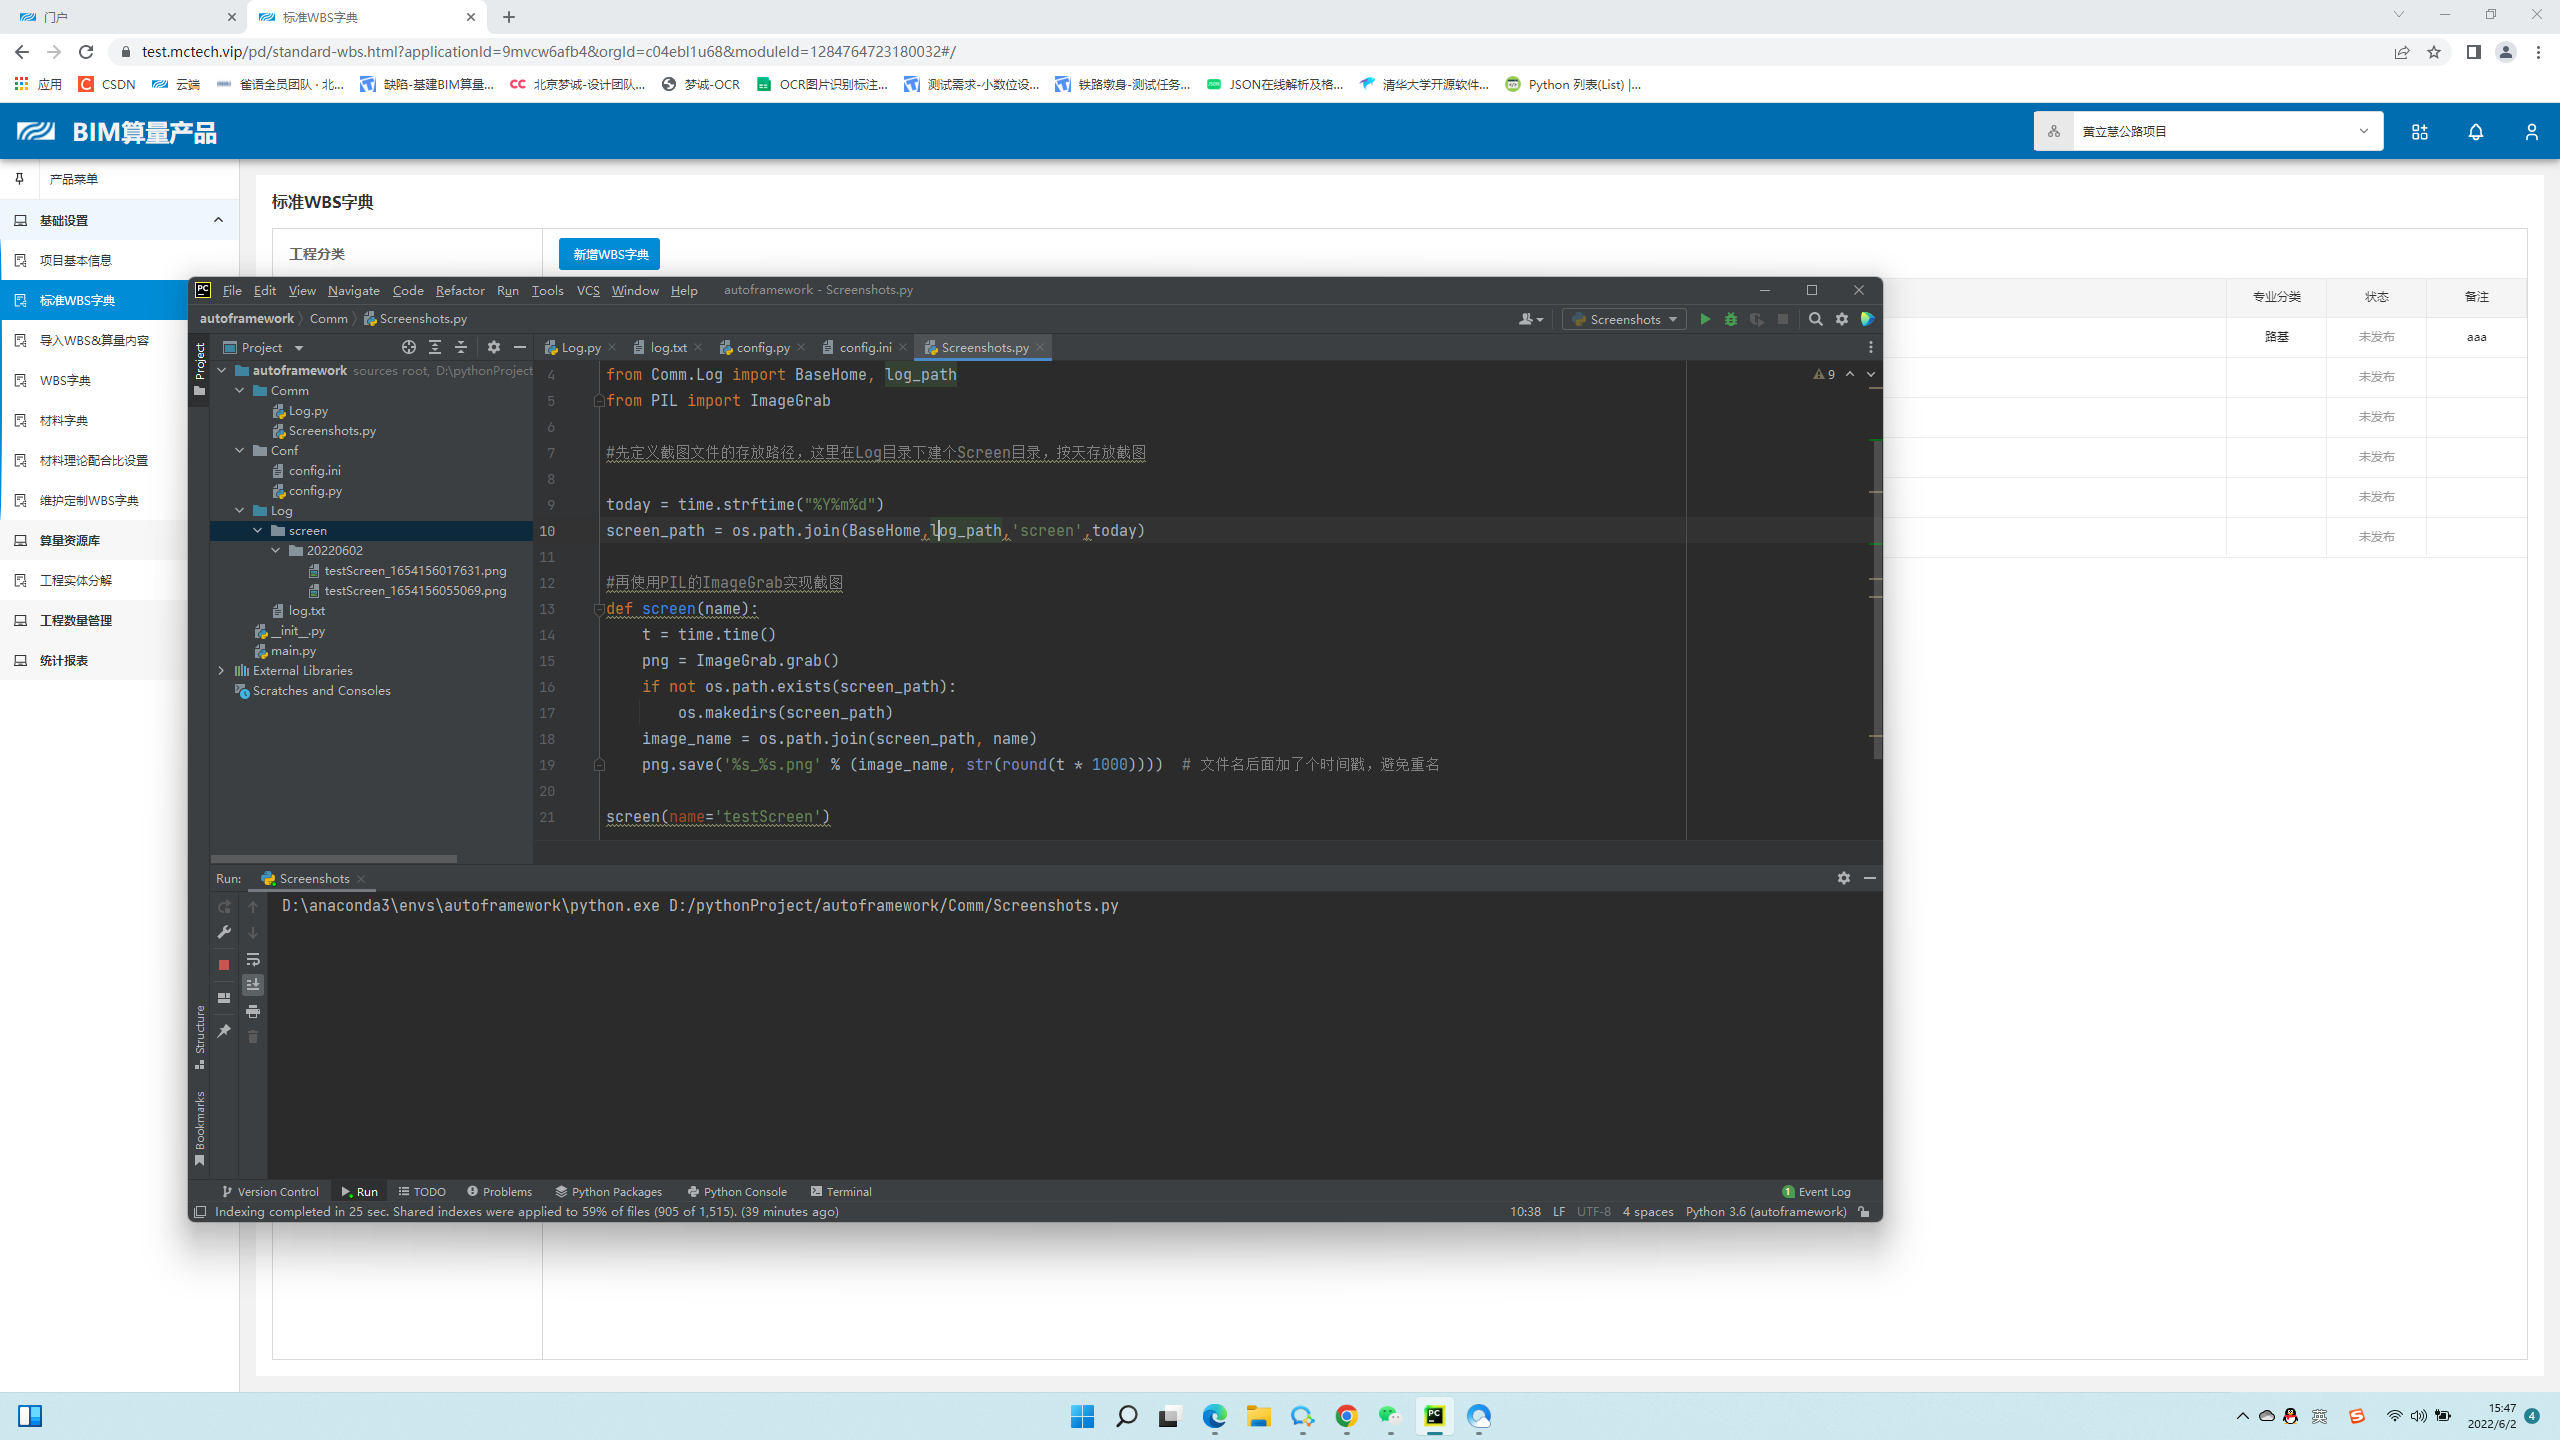 门户
标准WBS字典
test.mctech.vip/pd/standard-wbs.html?applicationId=9mvcw6afb4&orgId=c04ebl1u68&moduleId=1284764723180032#/
应用 CSDN 云端 雀语全员团队 · 北... 缺陷-基建BIM算量... 北京梦诚-设计团队... 梦诚-OCR OCR图片识别标注... 测试需求-小数位设... 铁路墩身-测试任务... JSON在线解析及格... 清华大学开源软件... Python 列表(List) |...
BIM算量产品
黄立慧公路项目
产品菜单
基础设置
项目基本信息
标准WBS字典
导入WBS&算量内容
WBS字典
材料字典
材料理论配合比设置
维护定制WBS字典
算量资源库
工程实体分解
工程数量管理
统计报表
标准WBS字典
工程分类
新增WBS字典
专业分类 状态 备注
路基 未发布 aaa
未发布
未发布
未发布
未发布
未发布
File Edit View Navigate Code Refactor Run Tools VCS Window Help autoframework - Screenshots.py
autoframework Comm Screenshots.py
Screenshots
Project
Project
autoframework sources root, D:\pythonProject
Comm
Log.py
Screenshots.py
Conf
config.ini
config.py
Log
screen
20220602
testScreen_1654156017631.png
testScreen_1654156055069.png
log.txt
__init__.py
main.py
External Libraries
Scratches and Consoles
Log.py log.txt config.py config.ini Screenshots.py
9
4 from Comm.Log import BaseHome, log_path
5 from PIL import ImageGrab
6
7 #先定义截图文件的存放路径，这里在Log目录下建个Screen目录，按天存放截图
8
9 today = time.strftime("%Y%m%d")
10 screen_path = os.path.join(BaseHome,log_path,'screen',today)
11
12 #再使用PIL的ImageGrab实现截图
13 def screen(name):
14 t = time.time()
15 png = ImageGrab.grab()
16 if not os.path.exists(screen_path):
17 os.makedirs(screen_path)
18 image_name = os.path.join(screen_path, name)
19 png.save('%s_%s.png' % (image_name, str(round(t * 1000)))) # 文件名后面加了个时间戳，避免重名
20
21 screen(name='testScreen')
Run: Screenshots
D:\anaconda3\envs\autoframework\python.exe D:/pythonProject/autoframework/Comm/Screenshots.py
Structure
Bookmarks
Version Control Run TODO Problems Python Packages Python Console Terminal 1 Event Log
Indexing completed in 25 sec. Shared indexes were applied to 59% of files (905 of 1,515). (39 minutes ago) 10:38 LF UTF-8 4 spaces Python 3.6 (autoframework)
英
15:47
2022/6/2
4